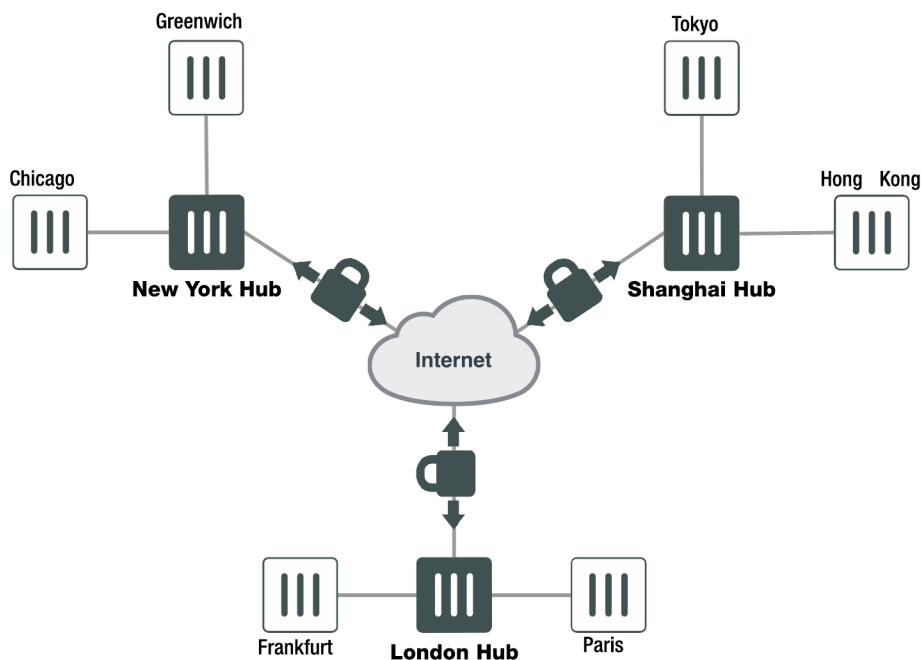 Greenwich
Tokyo
Chicago
Hong Kong
New York Hub
Shanghai Hub
Internet
Frankfurt
London Hub
Paris